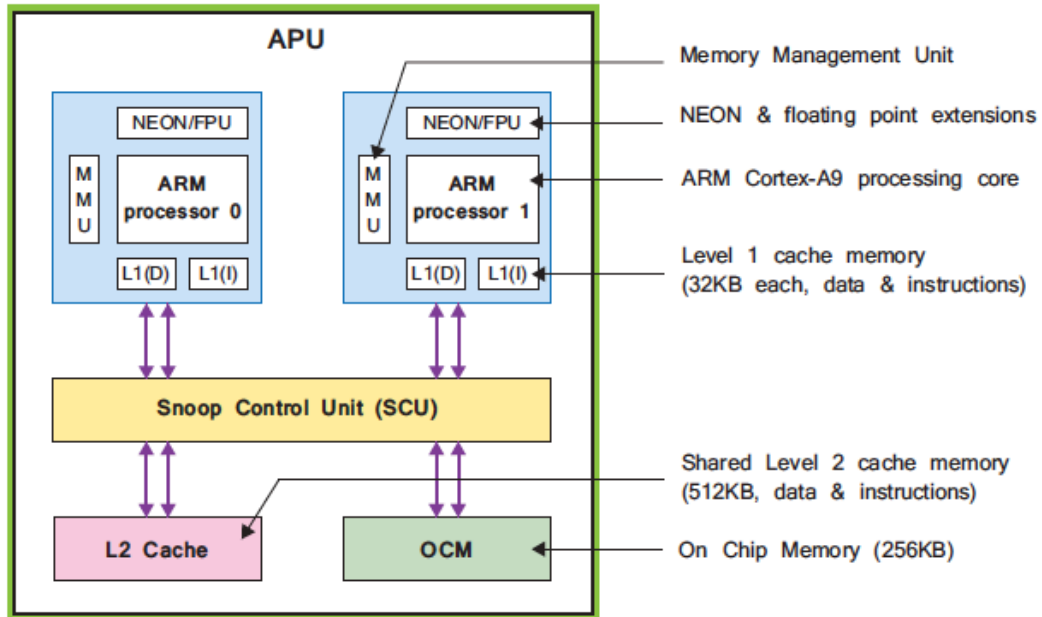 APU
Memory Management Unit
NEON/FPU
NEON/FPU
NEON & floating point extensions
M
M
U
ARM
processor 0
M
M
U
ARM
processor 1
ARM Cortex-A9 processing core
L1(D)
L1(I)
L1(D)
L1(I)
Level 1 cache memory
(32KB each, data & instructions)
Snoop Control Unit (SCU)
Shared Level 2 cache memory
(512KB, data & instructions)
L2 Cache
OCM
On Chip Memory (256KB)